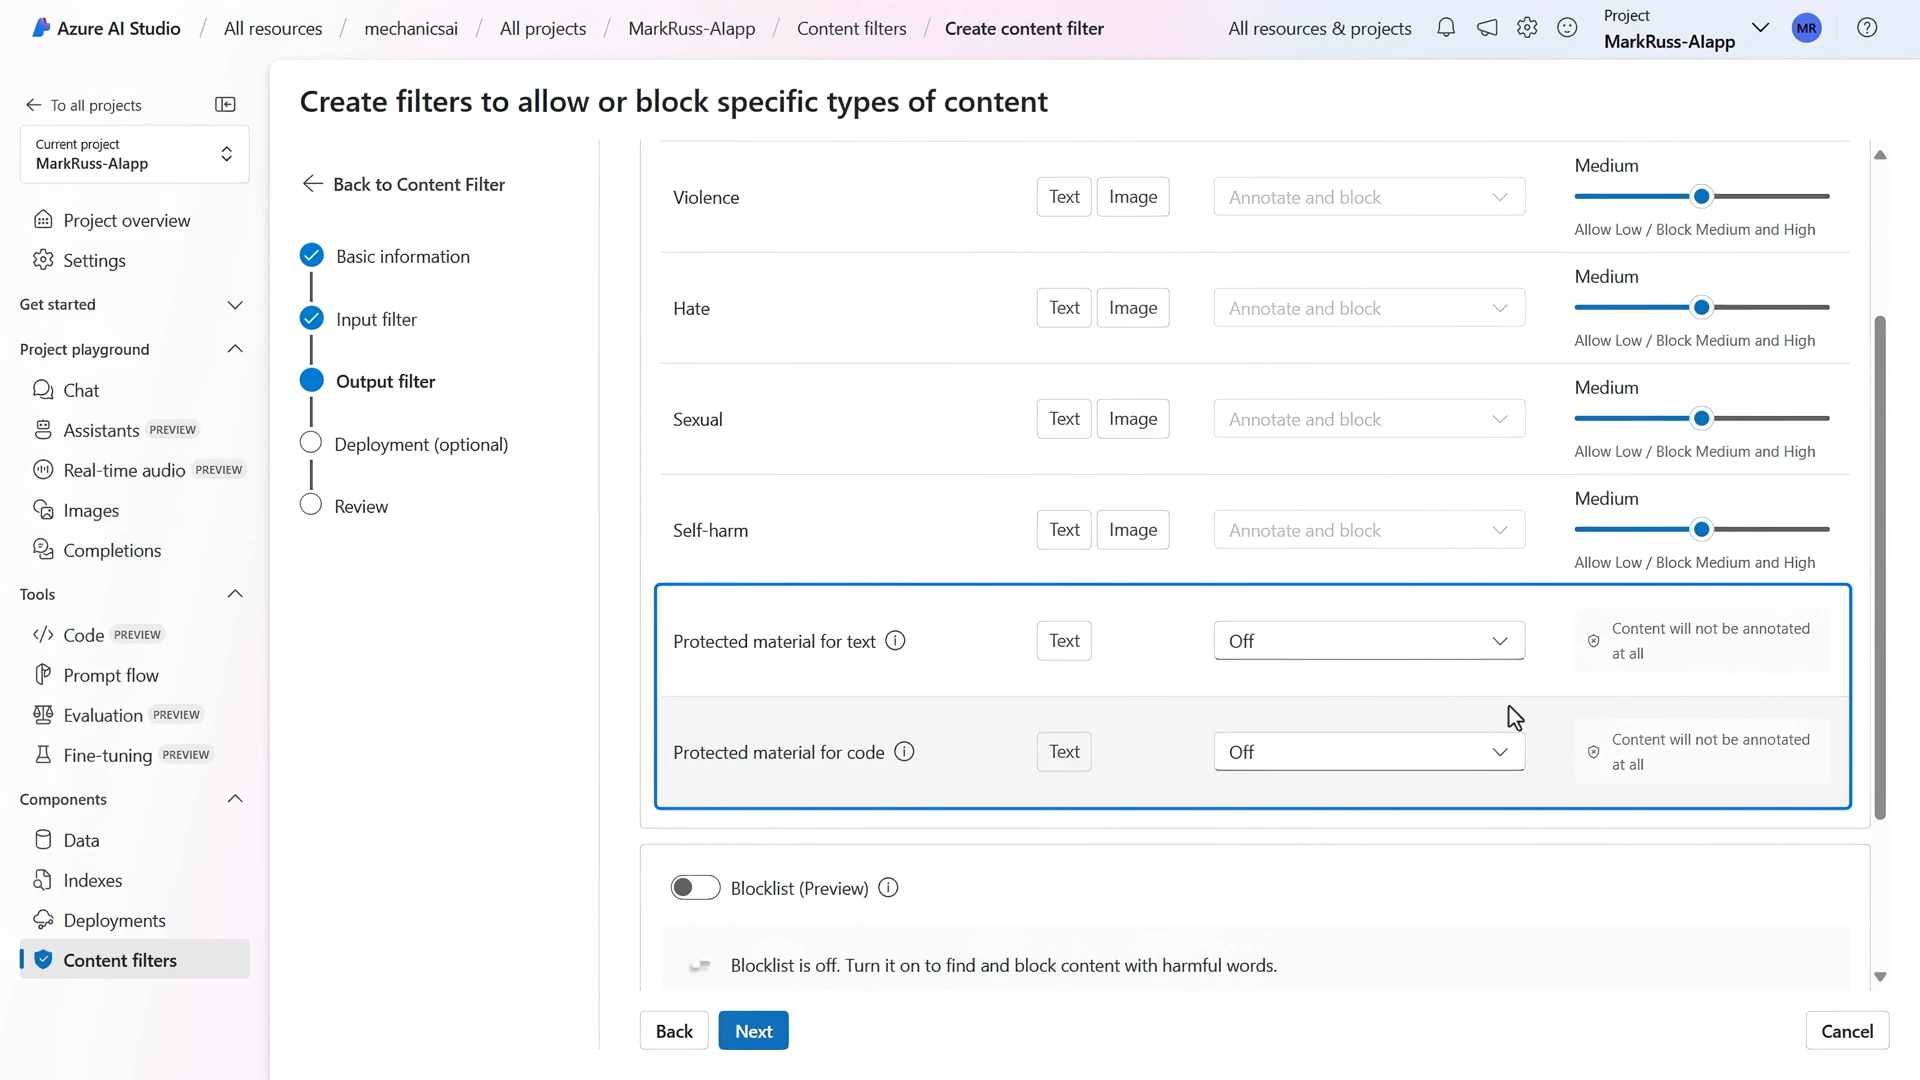 Azure AI Studio / All resources / mechanicsai / All projects / MarkRuss-AIapp / Content filters / Create content filter
All resources & projects
Project
MarkRuss-AIapp
MR
To all projects
Current project
MarkRuss-AIapp
Project overview
Settings
Get started
Project playground
Chat
Assistants PREVIEW
Real-time audio PREVIEW
Images
Completions
Tools
Code PREVIEW
Prompt flow
Evaluation PREVIEW
Fine-tuning PREVIEW
Components
Data
Indexes
Deployments
Content filters
Create filters to allow or block specific types of content
Back to Content Filter
Basic information
Input filter
Output filter
Deployment (optional)
Review
Violence Text Image Annotate and block Medium
Allow Low / Block Medium and High
Hate Text Image Annotate and block Medium
Allow Low / Block Medium and High
Sexual Text Image Annotate and block Medium
Allow Low / Block Medium and High
Self-harm Text Image Annotate and block Medium
Allow Low / Block Medium and High
Protected material for text Text Off Content will not be annotated
at all
Protected material for code Text Off Content will not be annotated
at all
Blocklist (Preview)
Blocklist is off. Turn it on to find and block content with harmful words.
Back Next Cancel